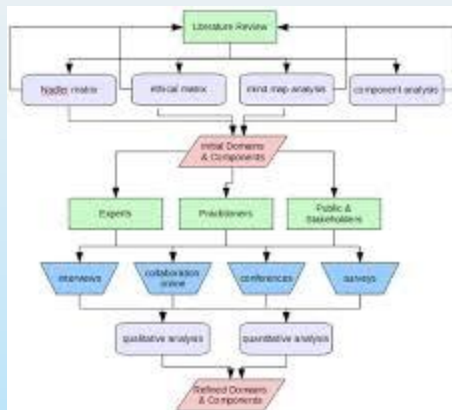 Literature Review
Nadler matrix
ethical matrix
mind map analysis
component analysis
Initial Domains
& Components
Experts
Practitioners
Public &
Stakeholders
interviews
collaboration
online
conferences
surveys
qualitative analysis
quantitative analysis
Refined Domains
& Components